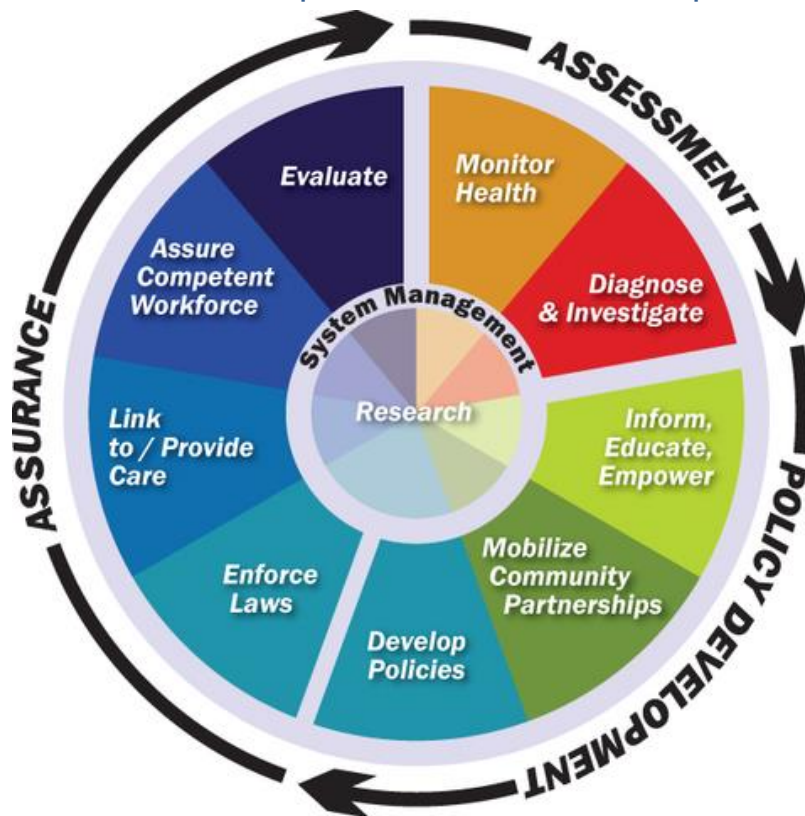 ASSESSMENT
POLICY DEVELOPMENT
ASSURANCE
Monitor
Health
Diagnose
& Investigate
Inform,
Educate,
Empower
Mobilize
Community
Partnerships
Develop
Policies
Enforce
Laws
Link
to / Provide
Care
Assure
Competent
Workforce
Evaluate
System Management
Research